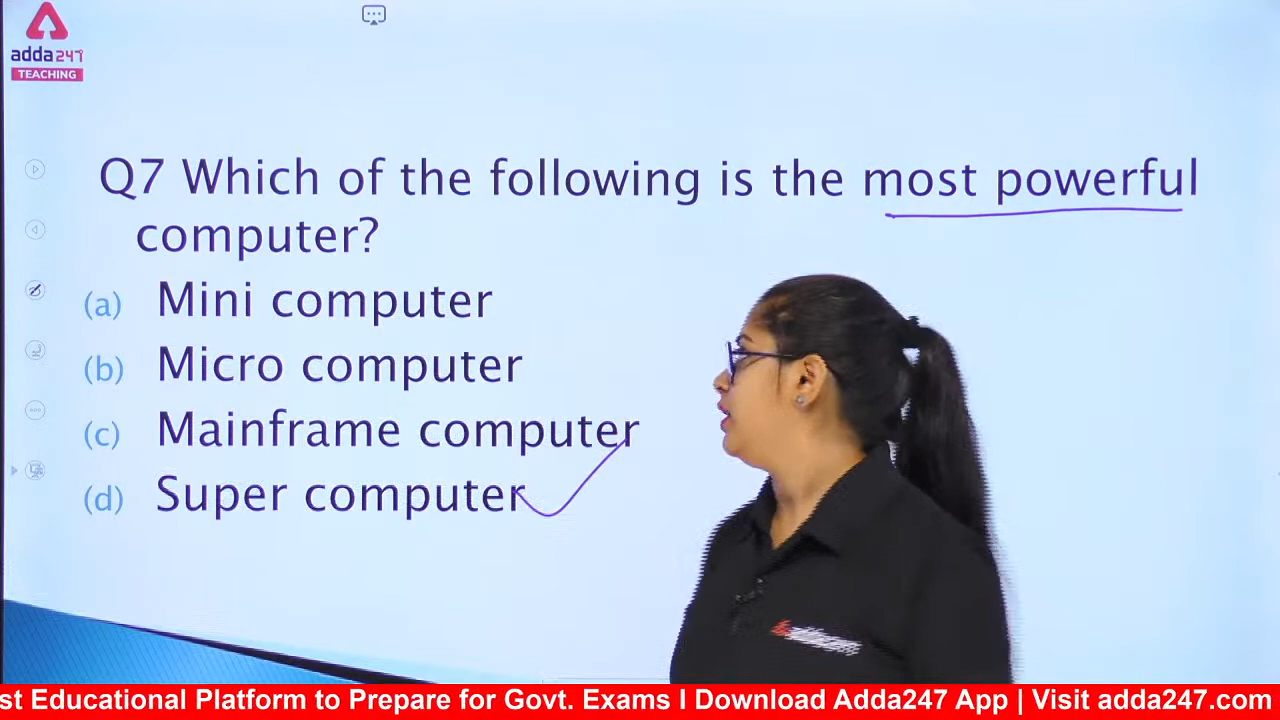 adda247
TEACHING
Q7 Which of the following is the most powerful
computer?
(a) Mini computer
(b) Micro computer
(c) Mainframe computer
(d) Super computer
st Educational Platform to Prepare for Govt. Exams I Download Adda247 App | Visit adda247.com